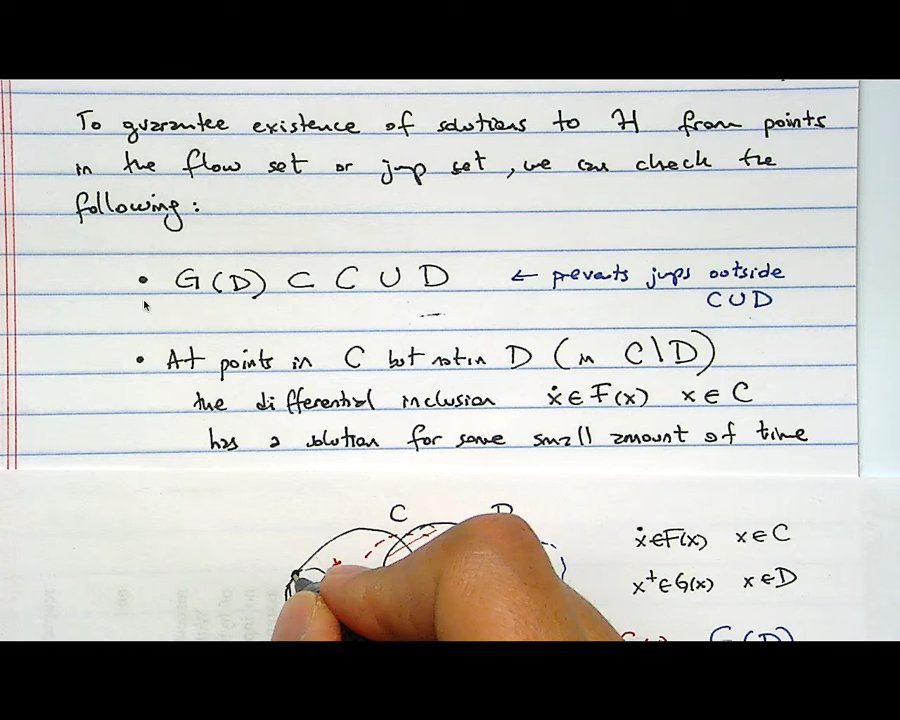 To guarantee existence of solutions to H from points
in the flow set or jump set, we can check the
following:
• G(D) ⊂ C ∪ D ← prevents jumps outside
C ∪ D
• At points in C but not in D (in C\D)
the differential inclusion ẋ ∈ F(x) x ∈ C
has a solution for some small amount of time
C D
ẋ ∈ F(x) x ∈ C
x⁺ ∈ G(x) x ∈ D
G(D)